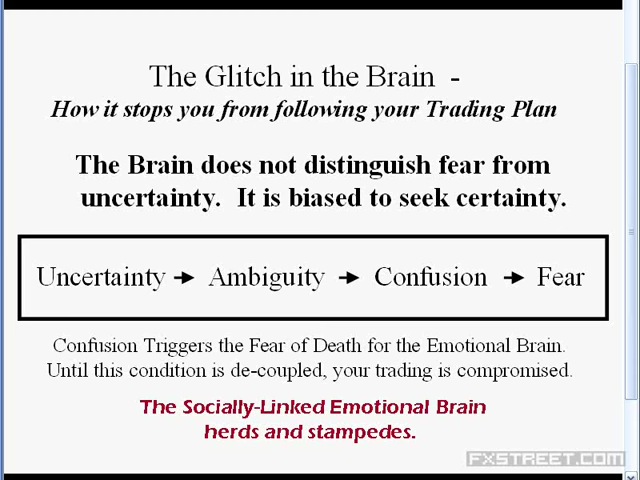 The Glitch in the Brain -
How it stops you from following your Trading Plan
The Brain does not distinguish fear from
uncertainty. It is biased to seek certainty.
Uncertainty → Ambiguity → Confusion → Fear
Confusion Triggers the Fear of Death for the Emotional Brain.
Until this condition is de-coupled, your trading is compromised.
The Socially-Linked Emotional Brain
herds and stampedes.
FXSTREET.COM